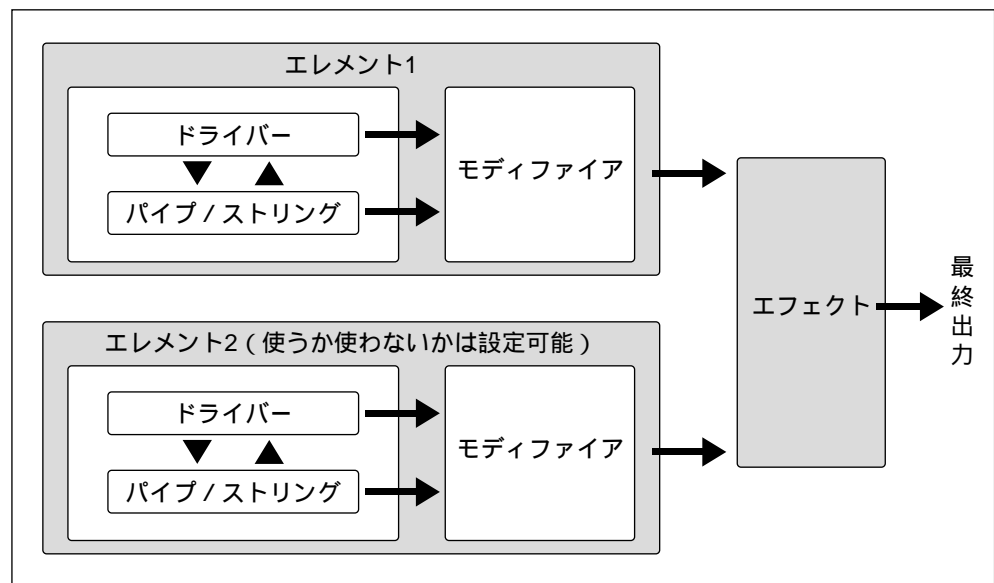 エレメント1
ドライバー
パイプ / ストリング
モディファイア
エレメント2 ( 使うか使わないかは設定可能 )
ドライバー
パイプ / ストリング
モディファイア
エフェクト
最終出力